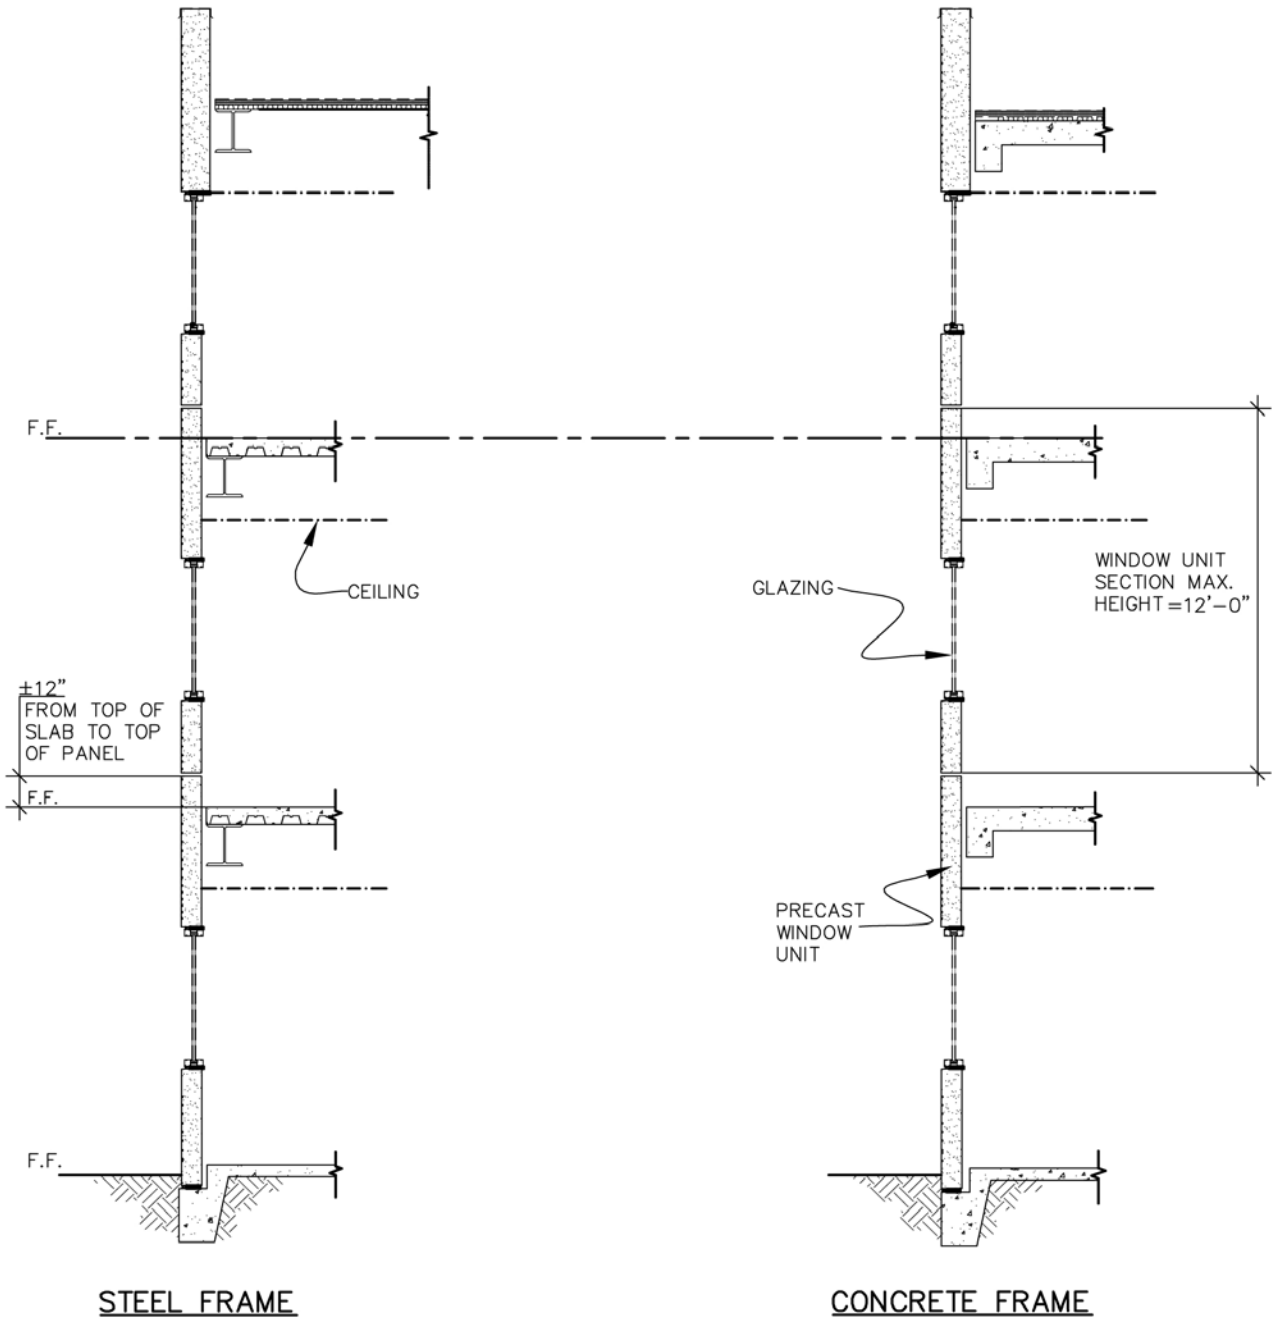 F.F.
CEILING
GLAZING
WINDOW UNIT
SECTION MAX.
HEIGHT=12'-0"
±12"
FROM TOP OF
SLAB TO TOP
OF PANEL
F.F.
PRECAST
WINDOW
UNIT
F.F.
STEEL FRAME
CONCRETE FRAME